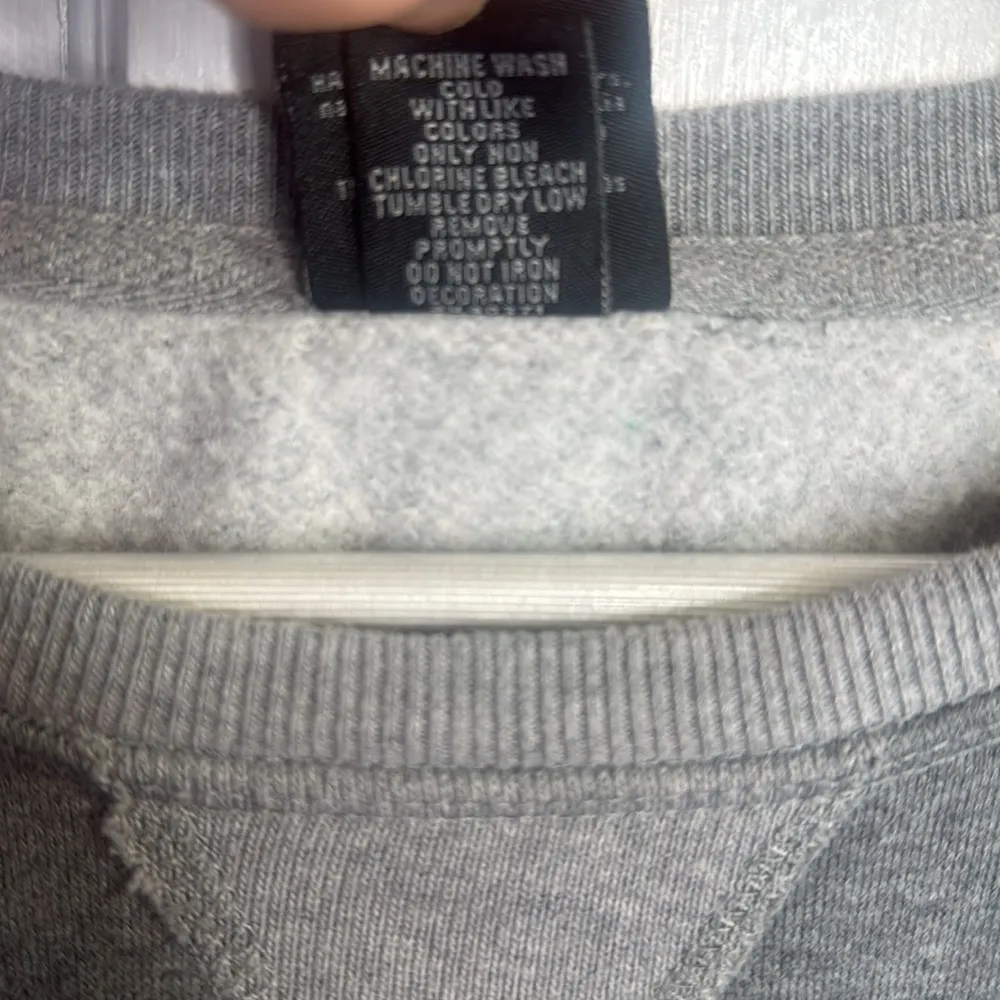 MACHINE WASH
COLD
WITH LIKE
COLORS
ONLY NON
CHLORINE BLEACH
TUMBLE DRY LOW
REMOVE
PROMPTLY
DO NOT IRON
DECORATION